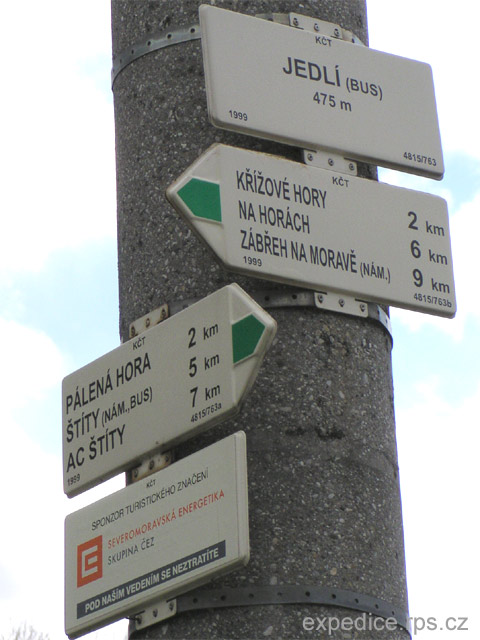 KČT
JEDLÍ (BUS)
475 m
1999
4815/763
KČT
KŘÍŽOVÉ HORY 2 km
NA HORÁCH 6 km
ZÁBŘEH NA MORAVĚ (NÁM.) 9 km
1999
4815/763b
KČT
PÁLENÁ HORA 2 km
ŠTÍTY (NÁM., BUS) 5 km
AC ŠTÍTY 7 km
1999
4815/763a
KČT
SPONZOR TURISTICKÉHO ZNAČENÍ
SEVEROMORAVSKÁ ENERGETIKA
SKUPINA ČEZ
POD NAŠÍM VEDENÍM SE NEZTRATÍTE
expedice.rps.cz